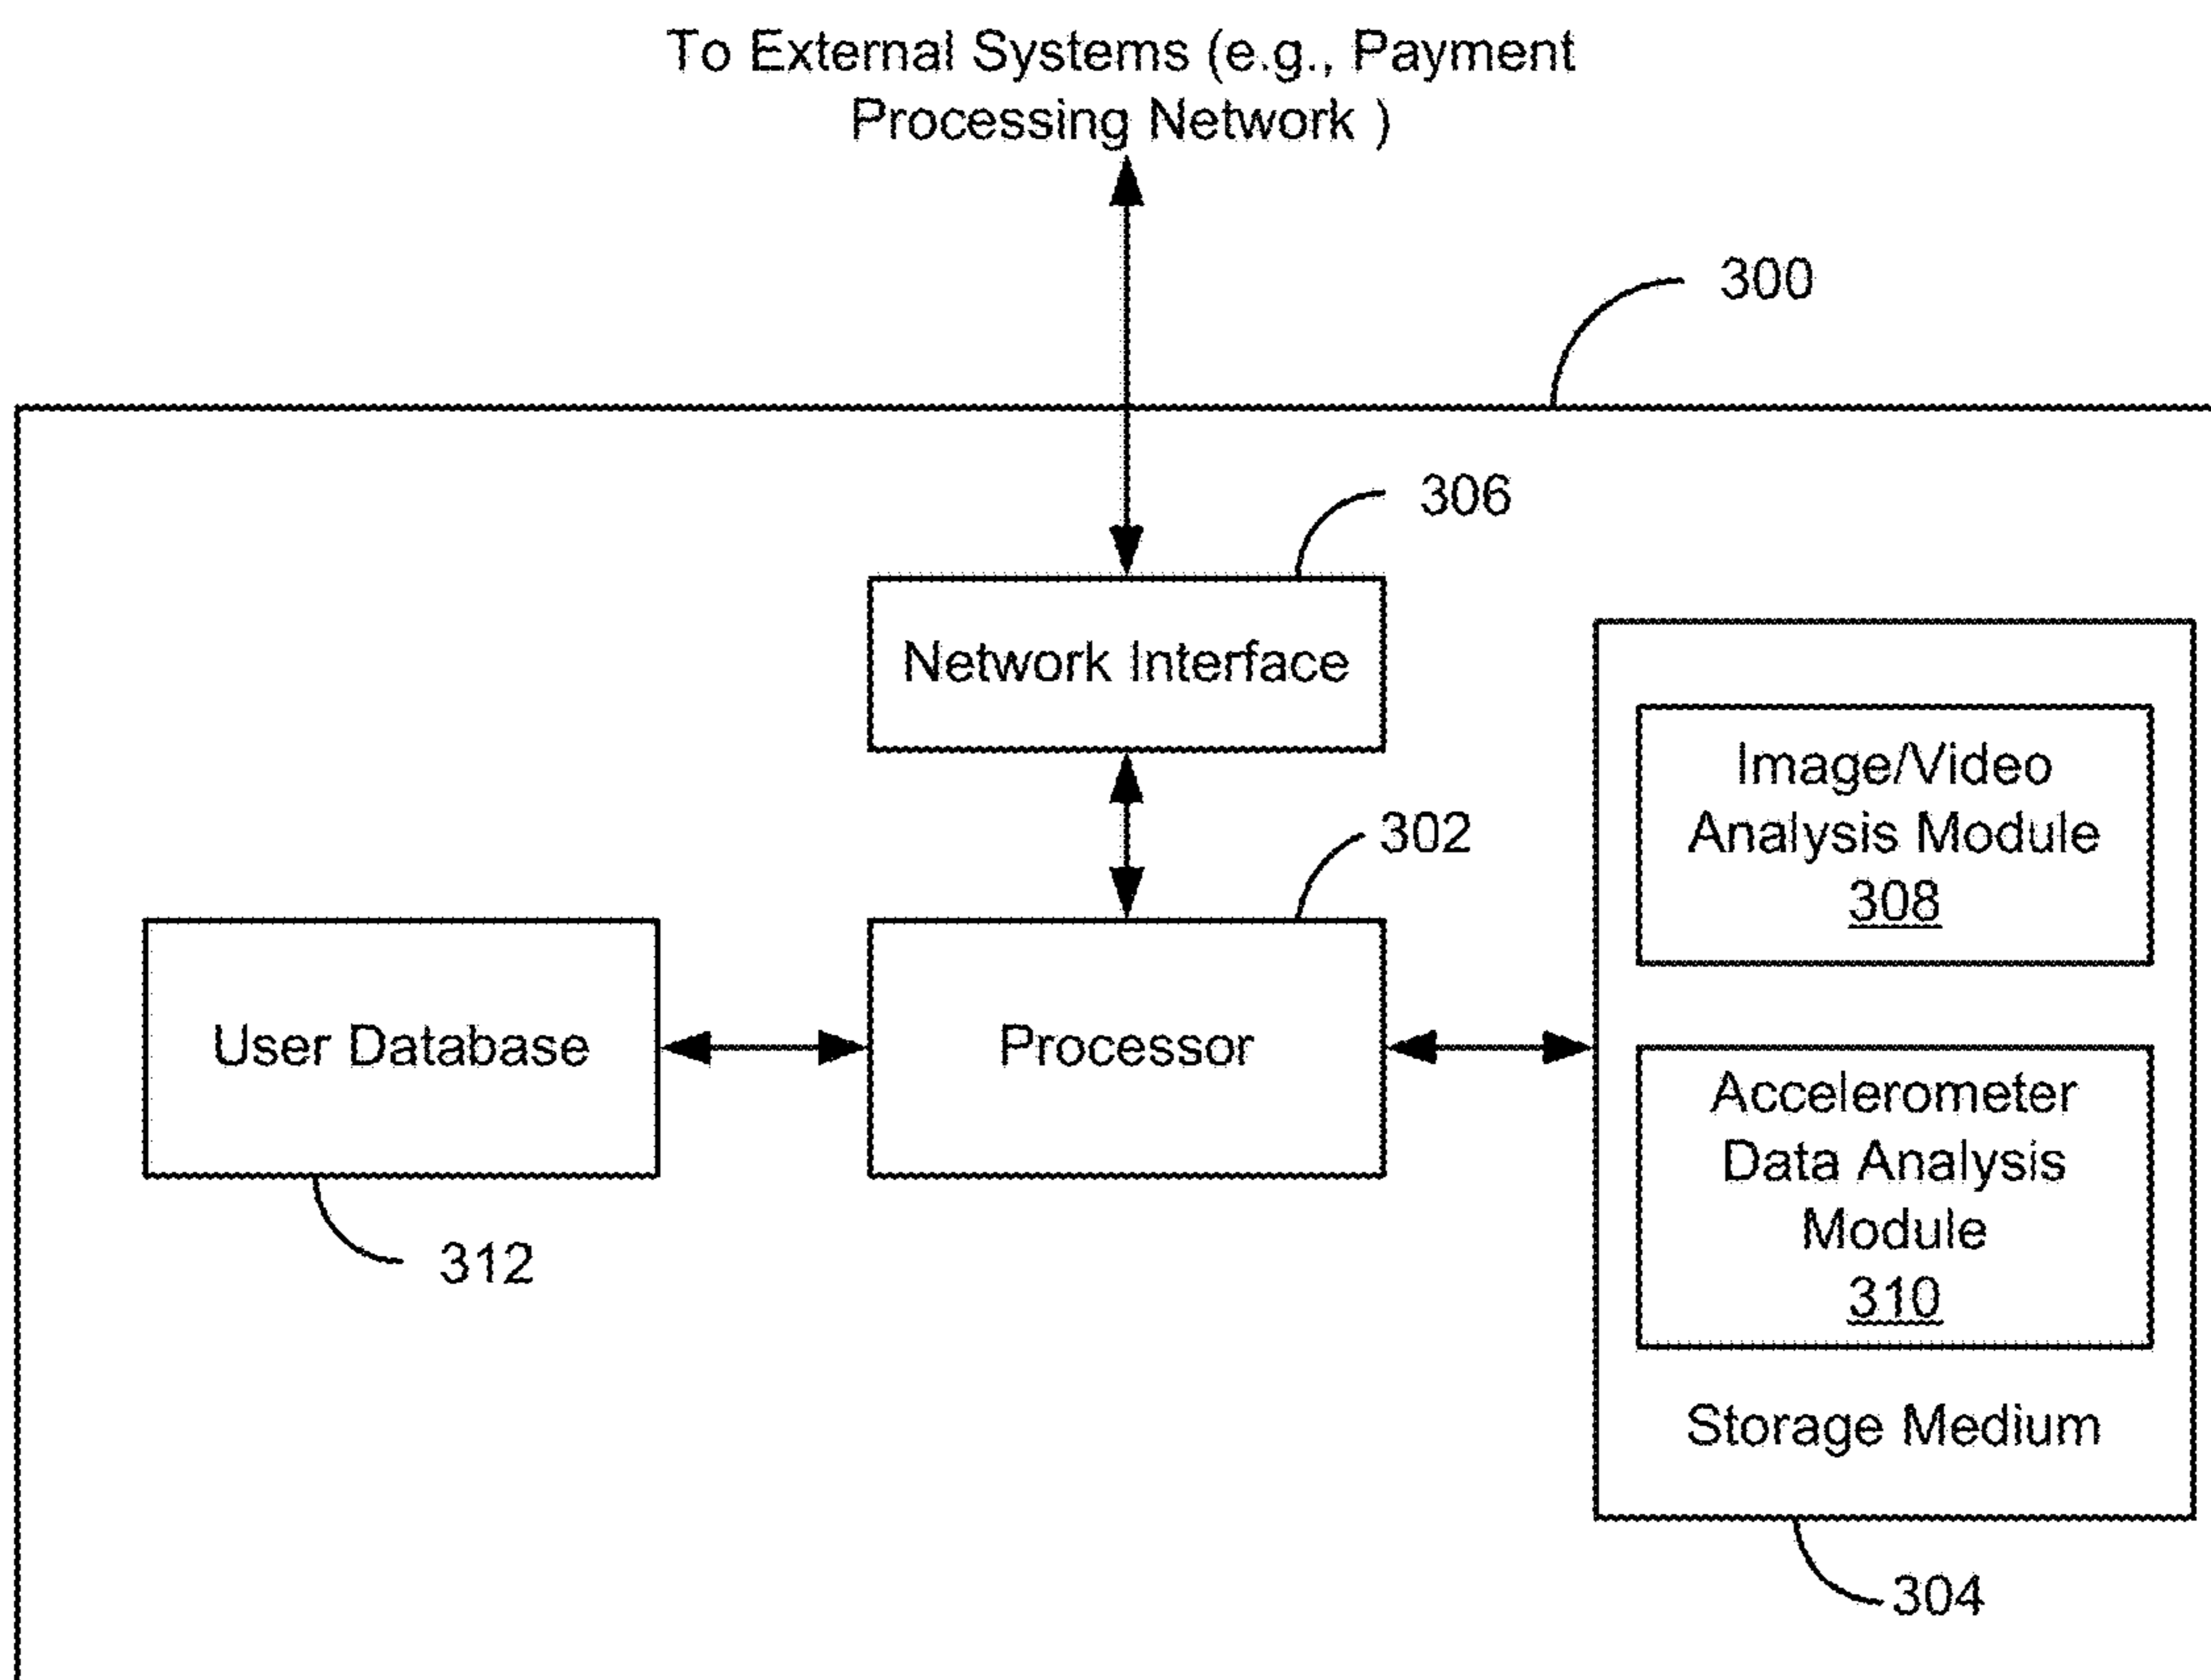 To External Systems (e.g., Payment
Processing Network )
300
306
Network Interface
302
Image/Video
Analysis Module
308
User Database
Processor
Accelerometer
Data Analysis
Module
310
312
Storage Medium
304